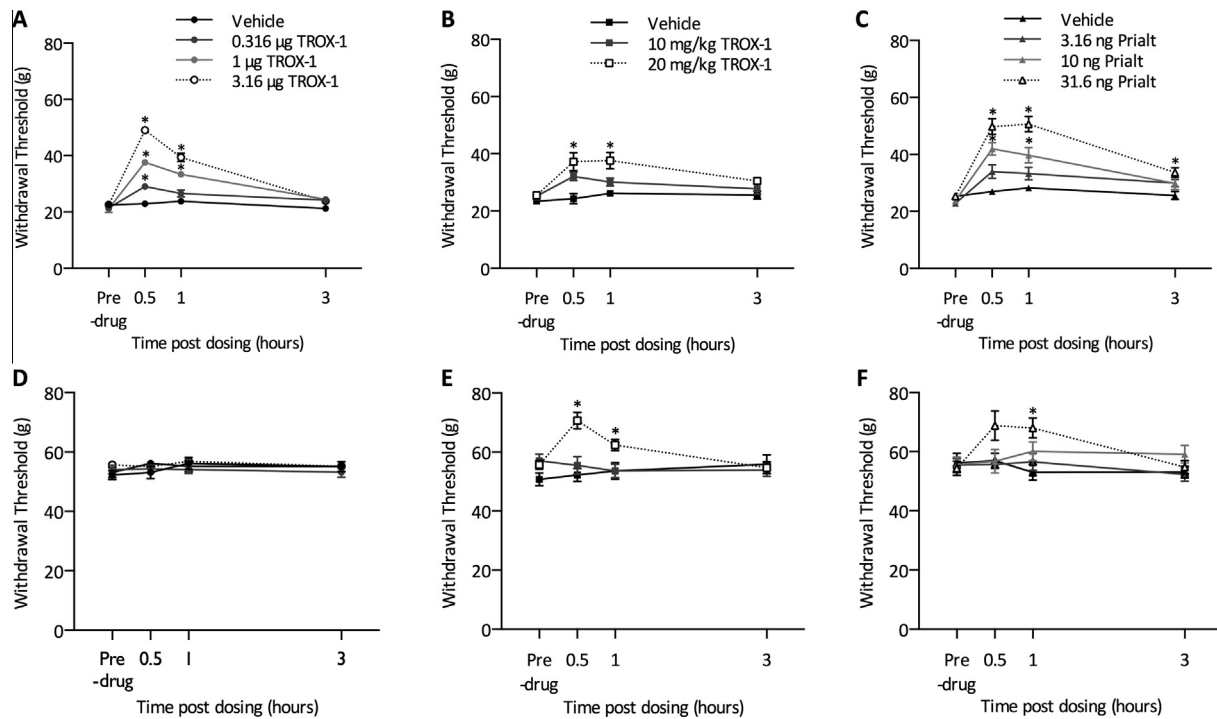 A
Vehicle
0.316 µg TROX-1
1 µg TROX-1
3.16 µg TROX-1
Withdrawal Threshold (g)
80
60
40
20
0
*
*
*
*
*
Pre
-drug
0.5
1
3
Time post dosing (hours)
B
Vehicle
10 mg/kg TROX-1
20 mg/kg TROX-1
Withdrawal Threshold (g)
80
60
40
20
0
*
*
Pre
-drug
0.5
1
3
Time post dosing (hours)
C
Vehicle
3.16 ng Prialt
10 ng Prialt
31.6 ng Prialt
Withdrawal Threshold (g)
80
60
40
20
0
*
*
*
*
*
Pre
-drug
0.5
1
3
Time post dosing (hours)
D
Withdrawal Threshold (g)
80
60
40
20
0
Pre
-drug
0.5
I
3
Time post dosing (hours)
E
Withdrawal Threshold (g)
80
60
40
20
0
*
*
Pre
-drug
0.5
1
3
Time post dosing (hours)
F
Withdrawal Threshold (g)
80
60
40
20
0
*
Pre
-drug
0.5
1
3
Time post dosing (hours)